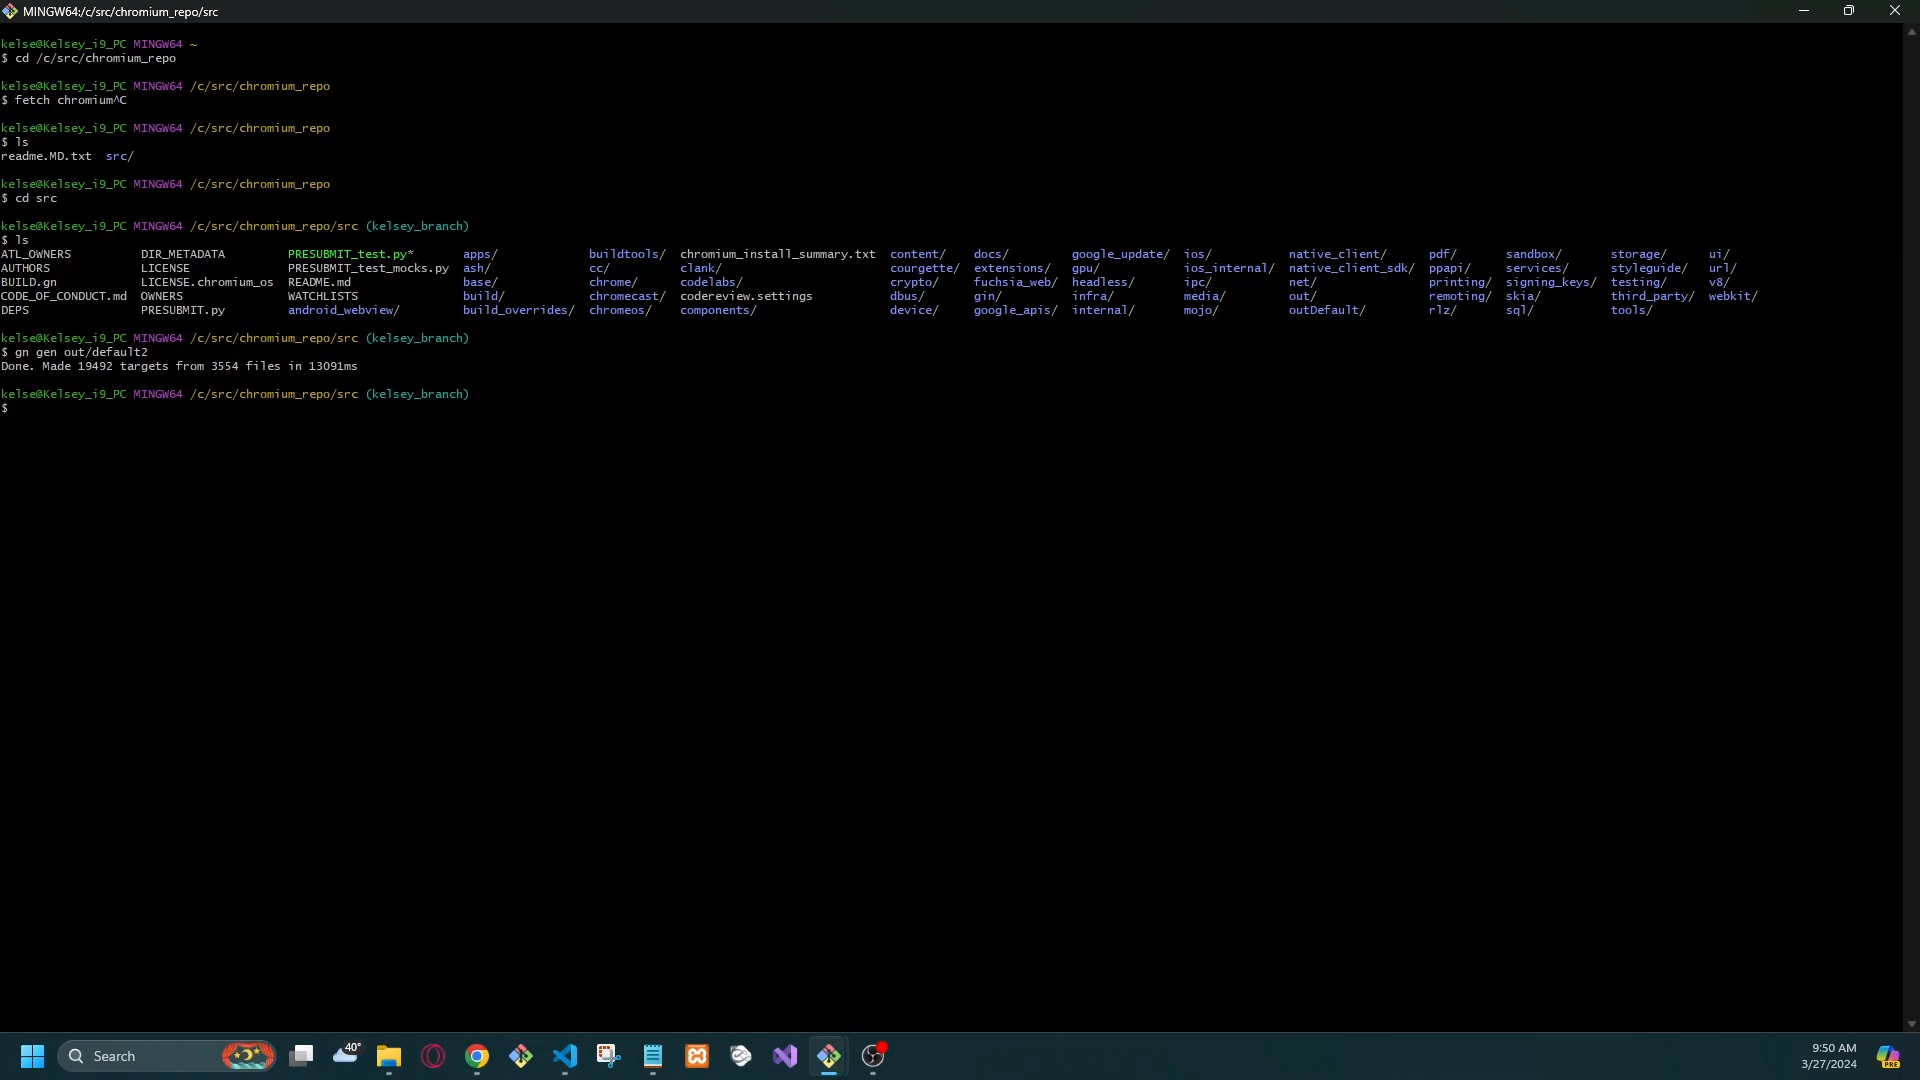 MINGW64:/c/src/chromium_repo/src
kelse@Kelsey_i9_PC MINGW64 ~
$ cd /c/src/chromium_repo
kelse@Kelsey_i9_PC MINGW64 /c/src/chromium_repo
$ fetch chromium^C
kelse@Kelsey_i9_PC MINGW64 /c/src/chromium_repo
$ ls
readme.MD.txt src/
kelse@Kelsey_i9_PC MINGW64 /c/src/chromium_repo
$ cd src
kelse@Kelsey_i9_PC MINGW64 /c/src/chromium_repo/src (kelsey_branch)
$ ls
ATL_OWNERS DIR_METADATA PRESUBMIT_test.py* apps/ buildtools/ chromium_install_summary.txt content/ docs/ google_update/ ios/ native_client/ pdf/ sandbox/ storage/ ui/
AUTHORS LICENSE PRESUBMIT_test_mocks.py ash/ cc/ clank/ courgette/ extensions/ gpu/ ios_internal/ native_client_sdk/ ppapi/ services/ styleguide/ url/
BUILD.gn LICENSE.chromium_os README.md base/ chrome/ codelabs/ crypto/ fuchsia_web/ headless/ ipc/ net/ printing/ signing_keys/ testing/ v8/
CODE_OF_CONDUCT.md OWNERS WATCHLISTS build/ chromecast/ codereview.settings dbus/ gin/ infra/ media/ out/ remoting/ skia/ third_party/ webkit/
DEPS PRESUBMIT.py android_webview/ build_overrides/ chromeos/ components/ device/ google_apis/ internal/ mojo/ outDefault/ rlz/ sql/ tools/
kelse@Kelsey_i9_PC MINGW64 /c/src/chromium_repo/src (kelsey_branch)
$ gn gen out/default2
Done. Made 19492 targets from 3554 files in 13091ms
kelse@Kelsey_i9_PC MINGW64 /c/src/chromium_repo/src (kelsey_branch)
$
Search
40°
9:50 AM
3/27/2024
PRE